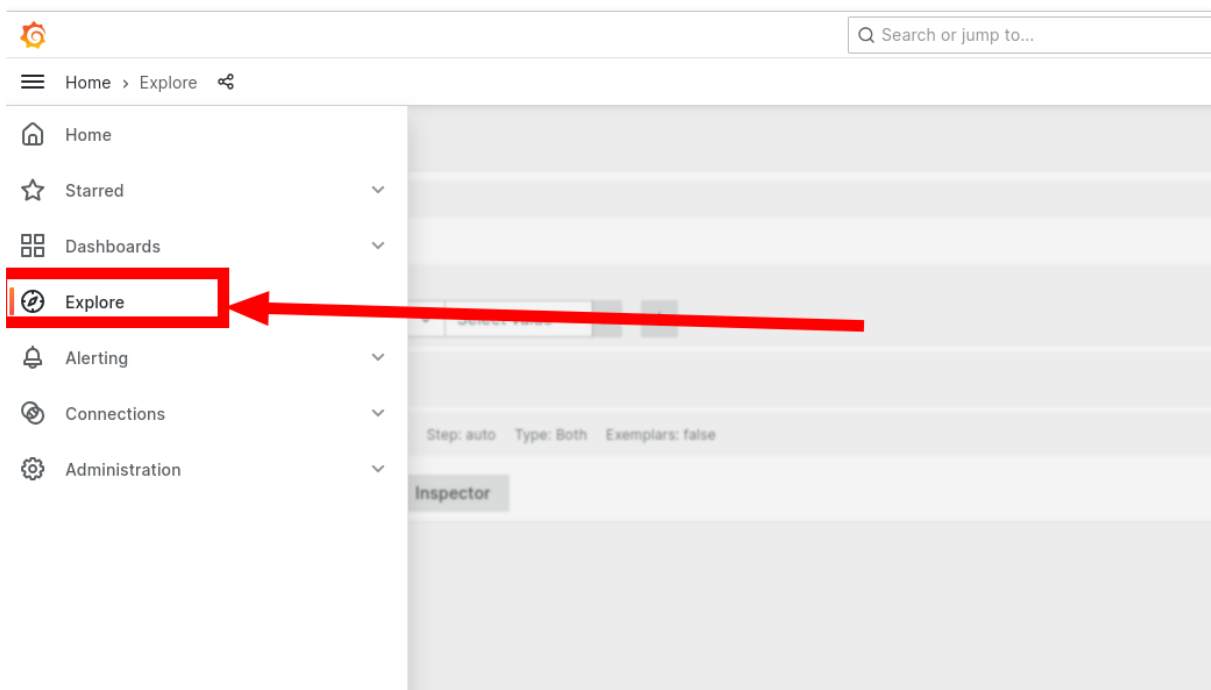 Search or jump to...
Home › Explore
Home
Starred
Dashboards
Explore
Alerting
Connections
Step: auto Type: Both Exemplars: false
Administration
Inspector